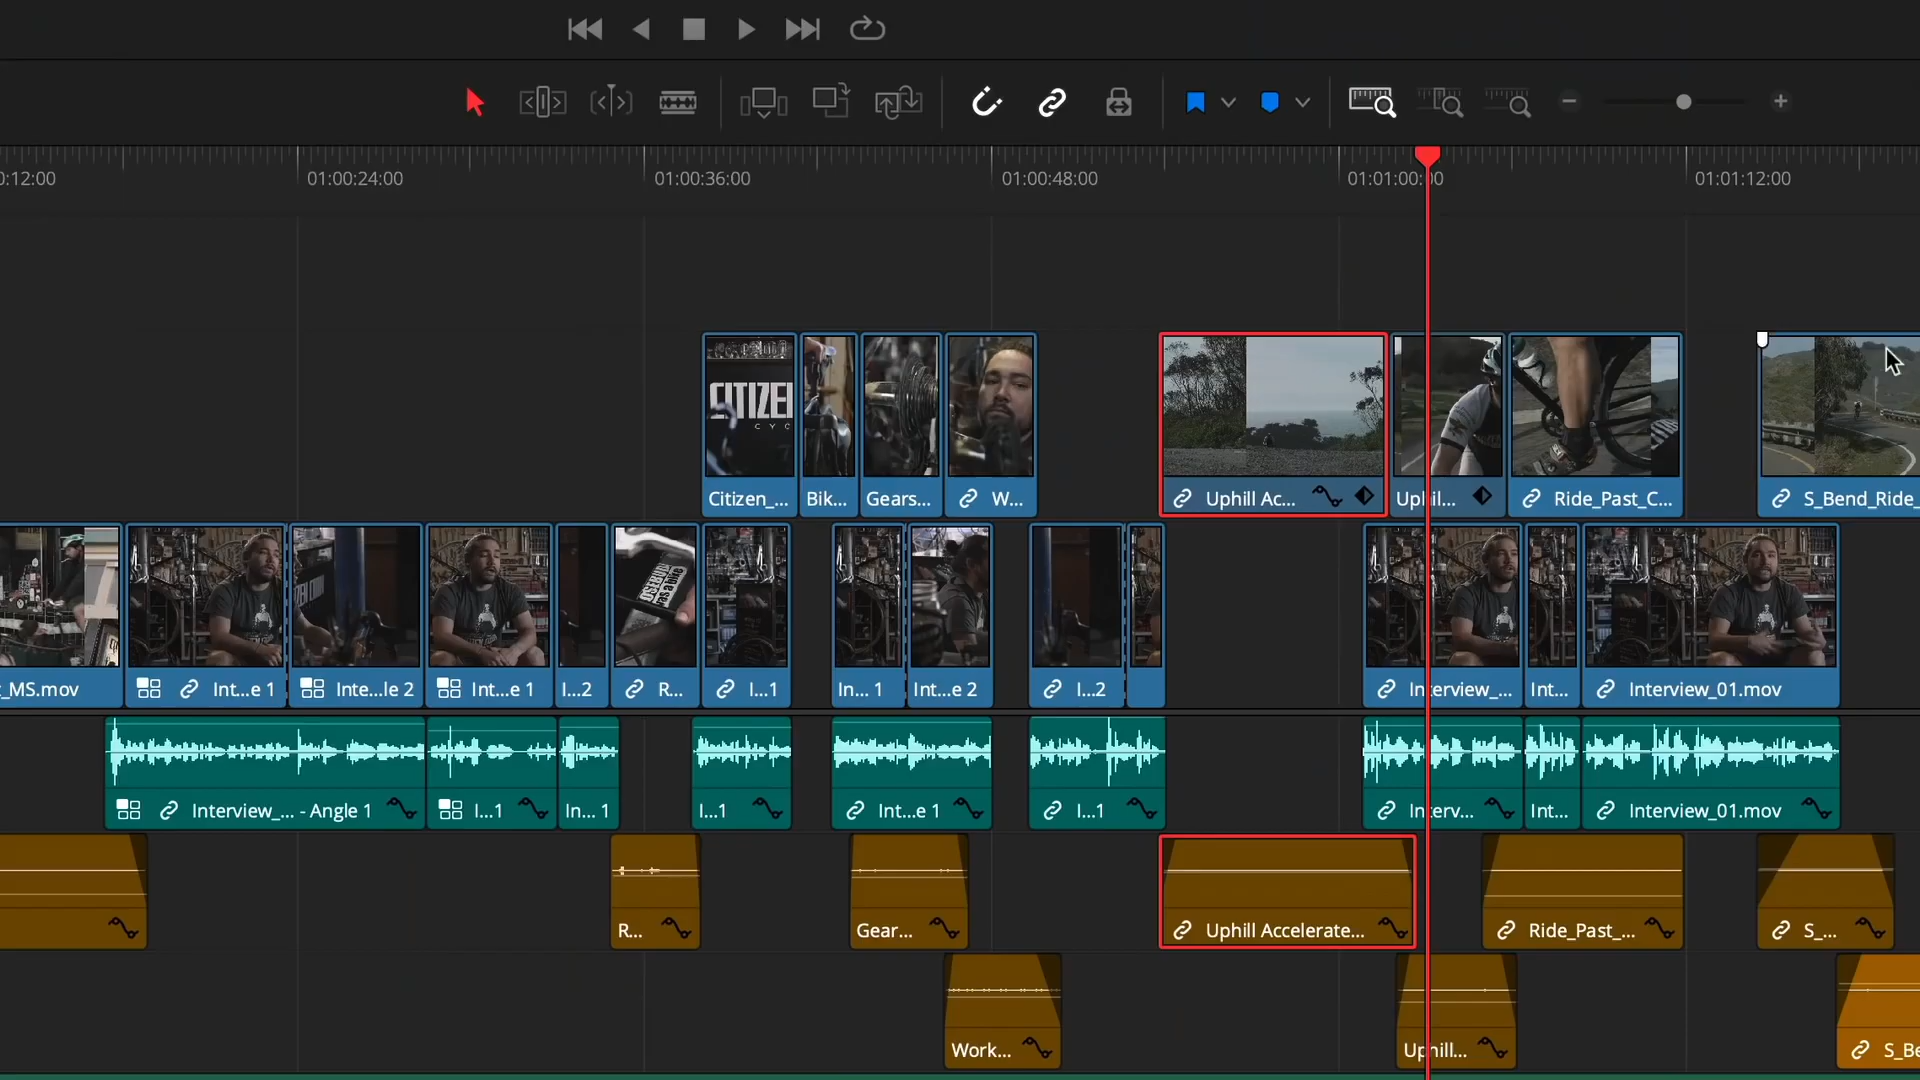 0:12:00
01:00:24:00
01:00:36:00
01:00:48:00
01:01:00:00
01:01:12:00
CITIZE
CYC
Citizen_...
Bik...
Gears...
W...
Uphill Ac...
Uphil...
Ride_Past_C...
S_Bend_Ride_
_MS.mov
Int...e 1
Inte...le 2
Int...e 1
I...2
R...
I...1
In... 1
Int...e 2
I...2
Interview_...
Int...
Interview_01.mov
Interview_... - Angle 1
I...1
In... 1
I...1
Int...e 1
I...1
Interv...
Int...
Interview_01.mov
R...
Gear...
Uphill Accelerate...
Ride_Past_...
S_...
Work...
Uphill...
S_Be